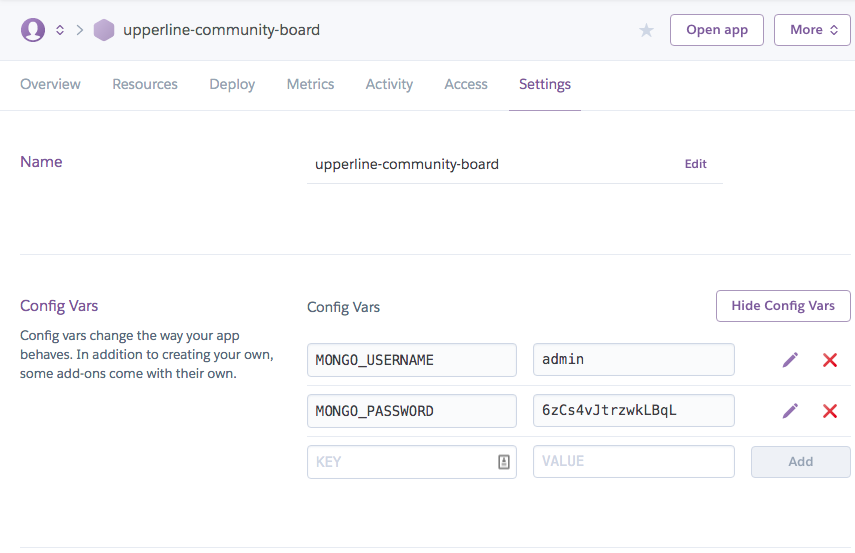 upperline-community-board
Open app
More
Overview Resources Deploy Metrics Activity Access Settings
Name
upperline-community-board
Edit
Config Vars
Config vars change the way your app
behaves. In addition to creating your own,
some add-ons come with their own.
Config Vars
Hide Config Vars
MONGO_USERNAME admin
MONGO_PASSWORD 6zCs4vJtrzwkLBqL
KEY VALUE Add